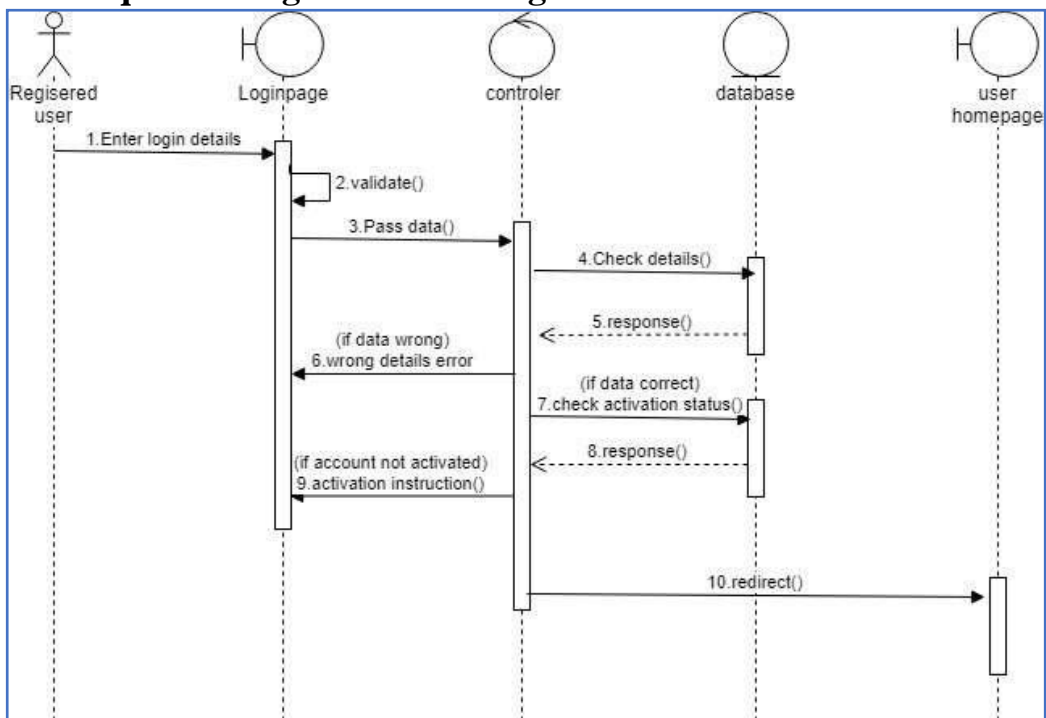 Regisered
user
Loginpage
controler
database
user
homepage
1.Enter login details
2.validate()
3.Pass data()
4.Check details()
5.response()
(if data wrong)
6.wrong details error
(if data correct)
7.check activation status()
8.response()
(if account not activated)
9.activation instruction()
10.redirect()